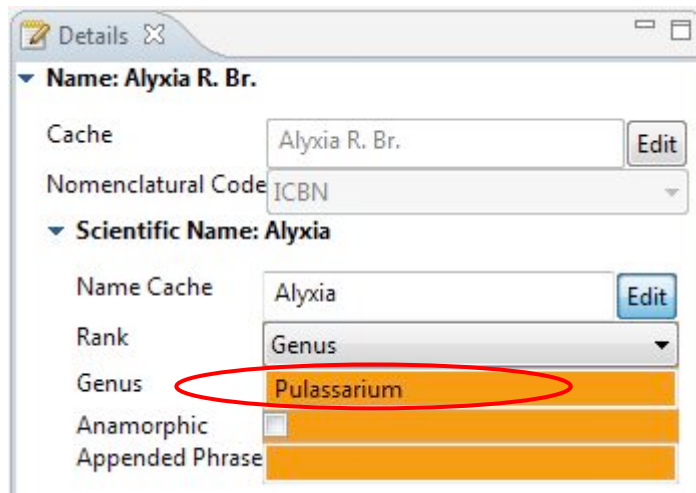 Details
Name: Alyxia R. Br.
Cache Alyxia R. Br. Edit
Nomenclatural Code ICBN
Scientific Name: Alyxia
Name Cache Alyxia Edit
Rank Genus
Genus Pulassarium
Anamorphic
Appended Phrase